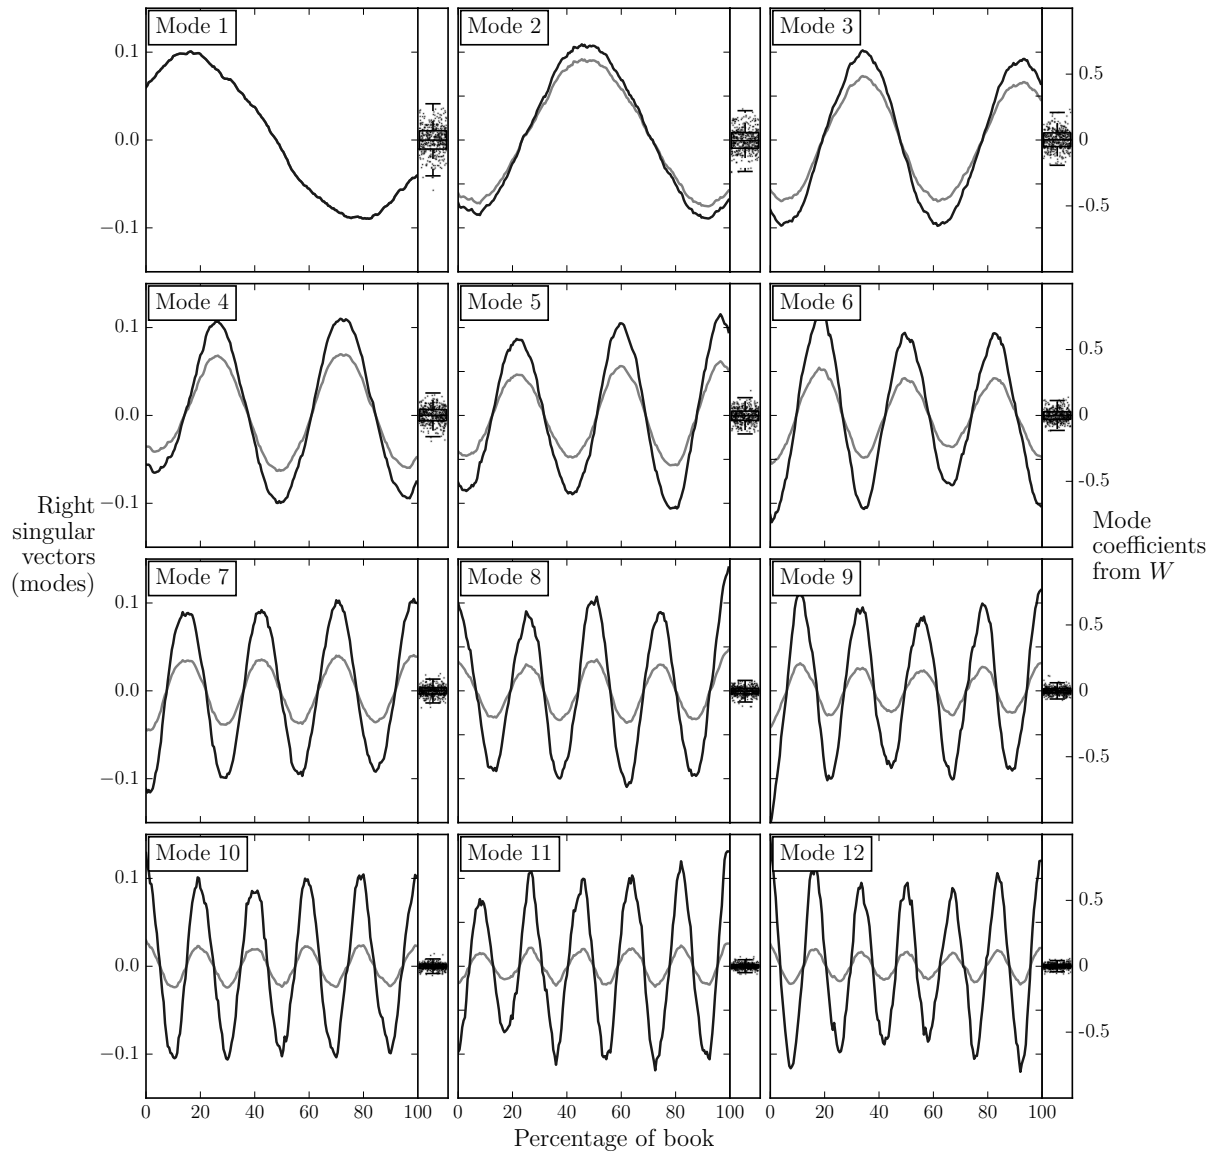 Mode 1
Mode 2
Mode 3
0.1
0.0
−0.1
0.5
0
-0.5
Mode 4
Mode 5
Mode 6
0.1
0.0
−0.1
0.5
0
-0.5
Right
singular
vectors
(modes)
Mode
coefficients
from W
Mode 7
Mode 8
Mode 9
0.1
0.0
−0.1
0.5
0
-0.5
Mode 10
Mode 11
Mode 12
0.1
0.0
−0.1
0.5
0
-0.5
0 20 40 60 80 100
0 20 40 60 80 100
0 20 40 60 80 100
Percentage of book